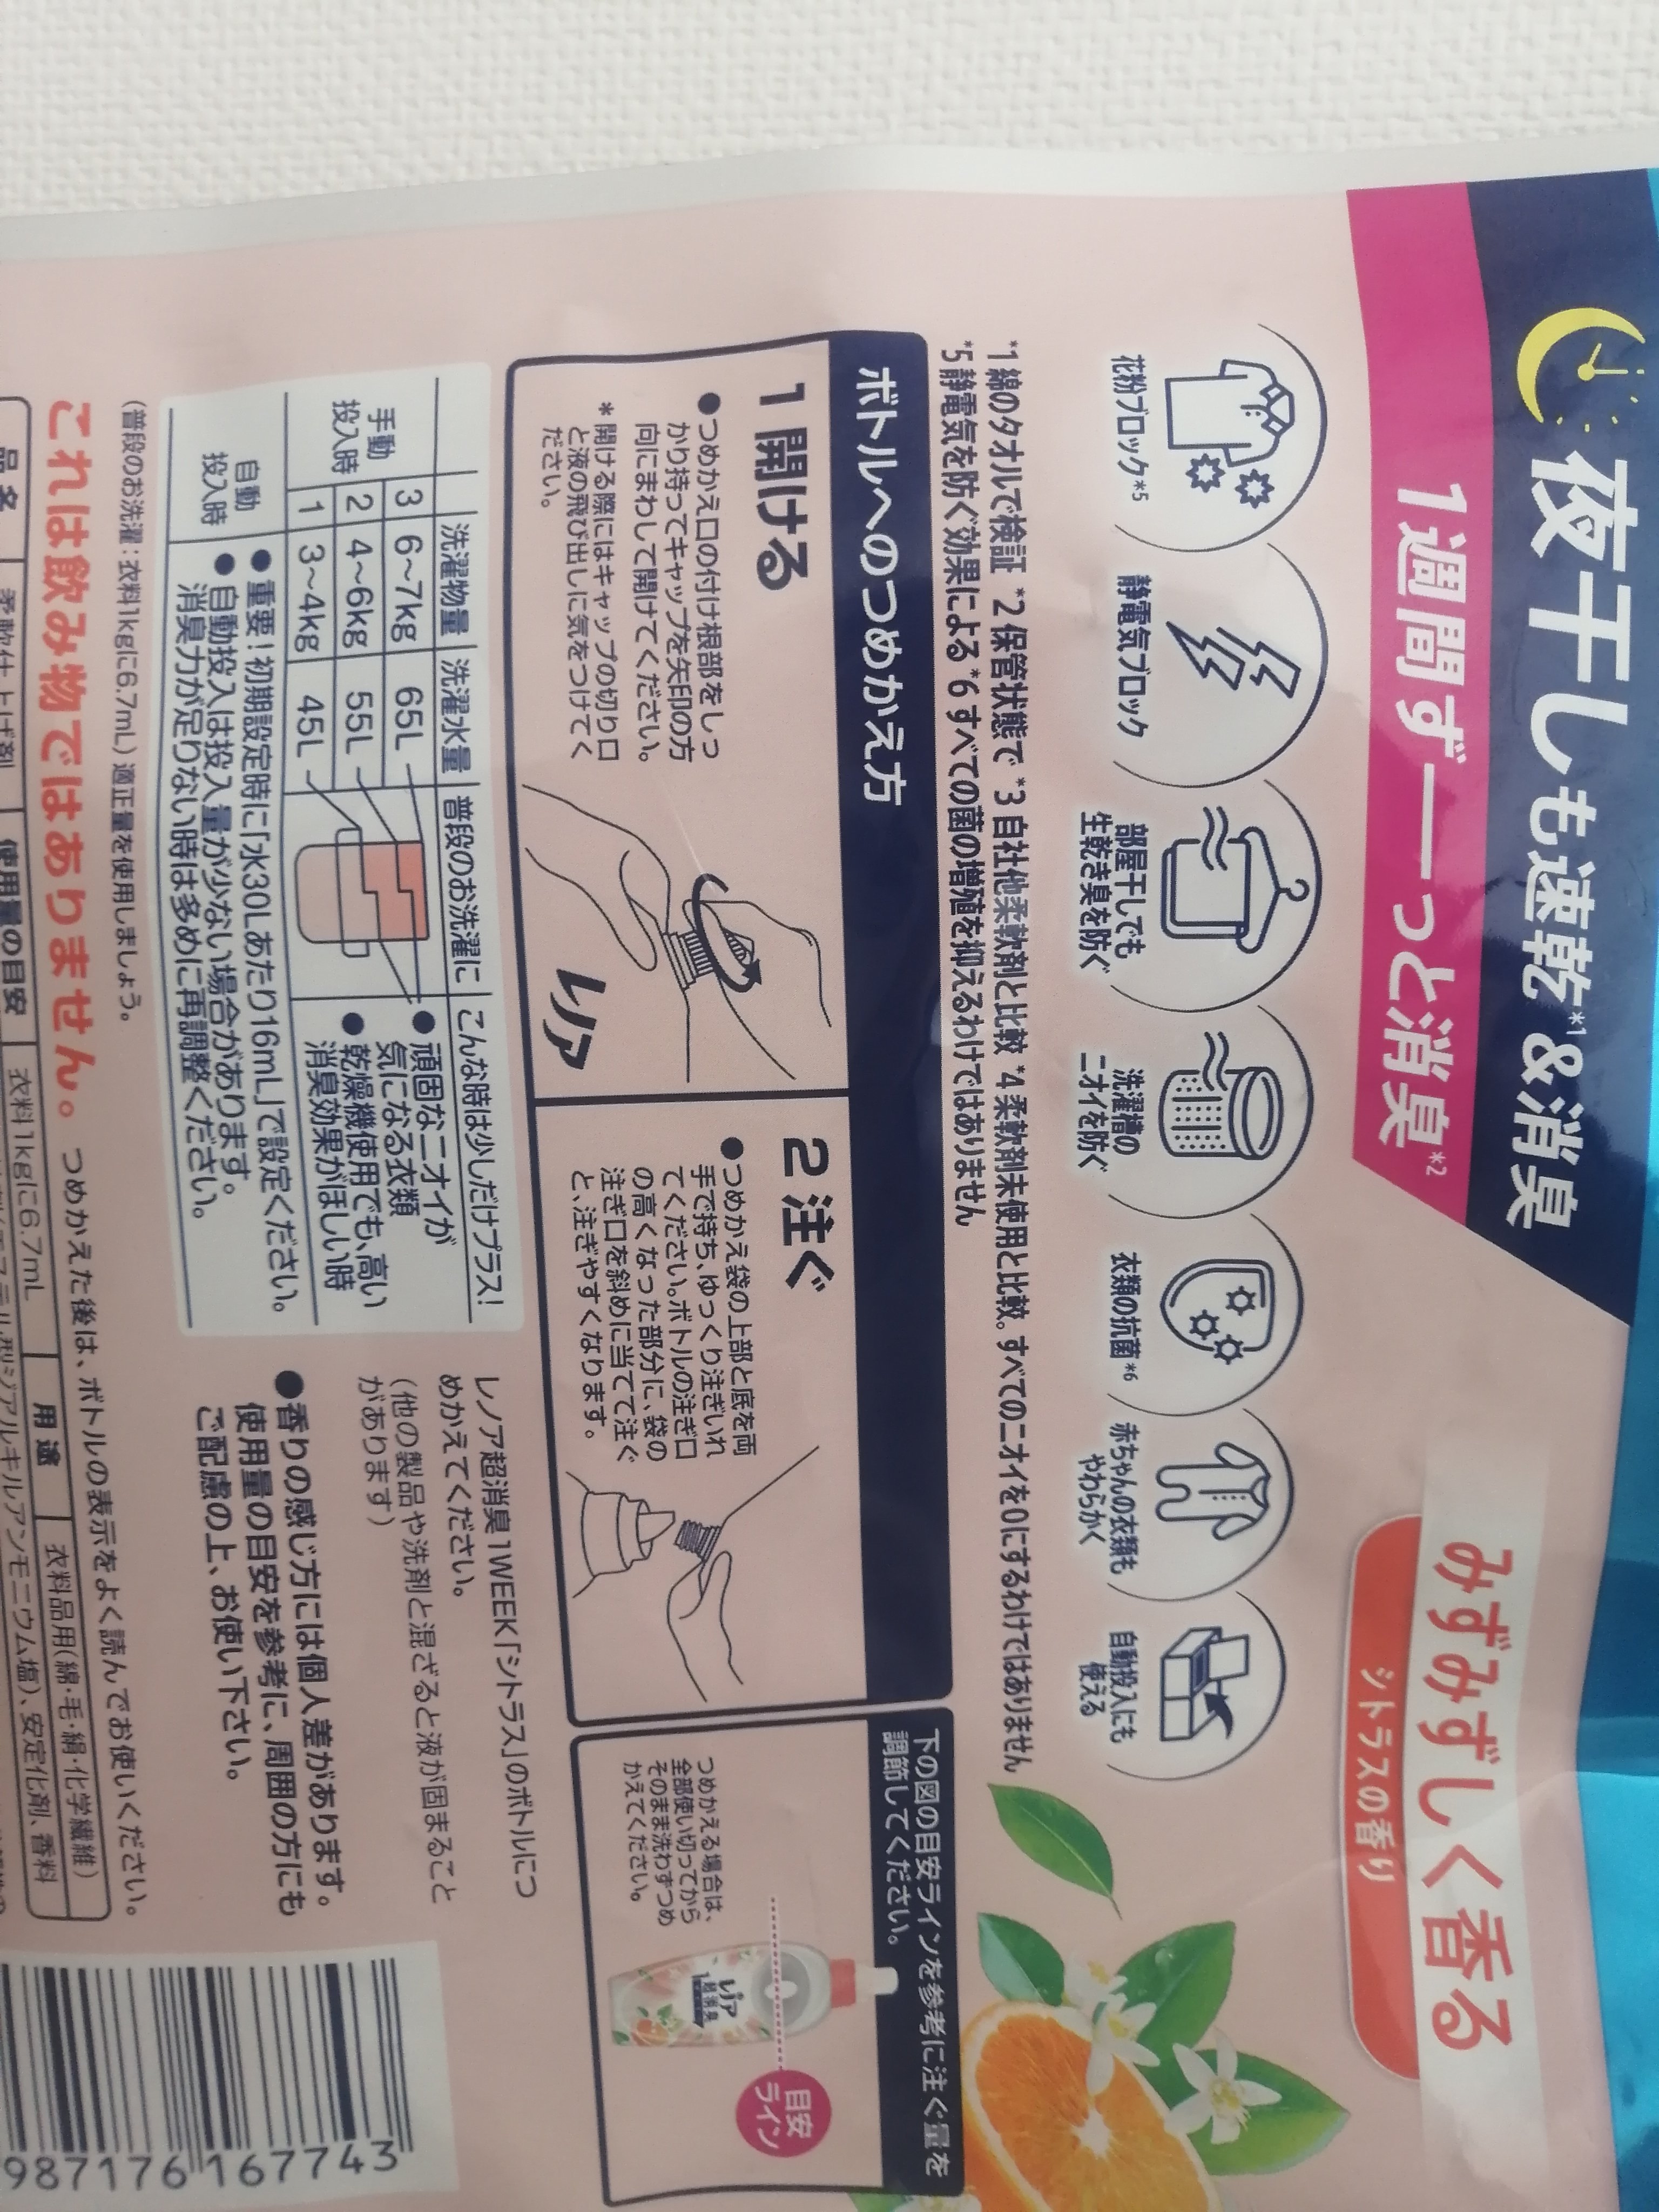 夜干しも速乾*1&消臭
1週間ず——っと消臭*2
みずみずしく香る
シトラスの香り
花粉ブロック*5
静電気ブロック
部屋干しでも
生乾き臭を防ぐ
洗濯槽の
ニオイを防ぐ
衣類の抗菌*6
赤ちゃんの衣類も
やわらかく
自動投入にも
使える
*1 綿のタオルで検証 *2 保管状態で *3 自社他柔軟剤と比較 *4 柔軟剤未使用と比較。すべてのニオイを0にするわけではありません
*5 静電気を防ぐ効果による *6 すべての菌の増殖を抑えるわけではありません
ボトルへのつめかえ方
1 開ける
●つめかえ口の付け根部をしっ
かり持ってキャップを矢印の方
向にまわして開けてください。
*開ける際にはキャップの切り口
と液の飛び出しに気をつけてく
ださい。
レノア
2 注ぐ
●つめかえ袋の上部と底を両
手で持ち、ゆっくり注ぎいれ
てください。ボトルの注ぎ口
の高くなった部分に、袋の
注ぎ口を斜めに当てて注ぐ
と、注ぎやすくなります。
下の図の目安ラインを参考に注ぐ量を
調節してください。
つめかえる場合は、
全部使い切ってから
そのまま洗わずつめ
かえてください。
レノア
超消臭
目安
ライン
洗濯物量 洗濯水量 普段のお洗濯に こんな時は少しだけプラス!
手動
投入時
3 6〜7kg 65L
2 4〜6kg 55L
1 3〜4kg 45L
●頑固なニオイが
気になる衣類
●乾燥機使用でも、高い
消臭効果がほしい時
自動
投入時
●重要!初期設定時に「水30Lあたり16mL」で設定ください。
●自動投入は投入量が少ない場合があります。
消臭力が足りない時は多めに再調整ください。
(普段のお洗濯:衣料1kgに6.7mL)適正量を使用しましょう。
レノア超消臭1WEEK「シトラス」のボトルにつ
めかえてください。
(他の製品や洗剤と混ざると液が固まること
があります)
●香りの感じ方には個人差があります。
使用量の目安を参考に、周囲の方にも
ご配慮の上、お使い下さい。
これは飲み物ではありません。 つめかえた後は、ボトルの表示をよく読んでお使いください。
品名 柔軟仕上げ剤 使用量の目安 衣料1kgに6.7mL 用途 衣料品用(綿・毛・絹・化学繊維)
エステル型ジアルキルアンモニウム塩)、安定化剤、香料
987176 167743